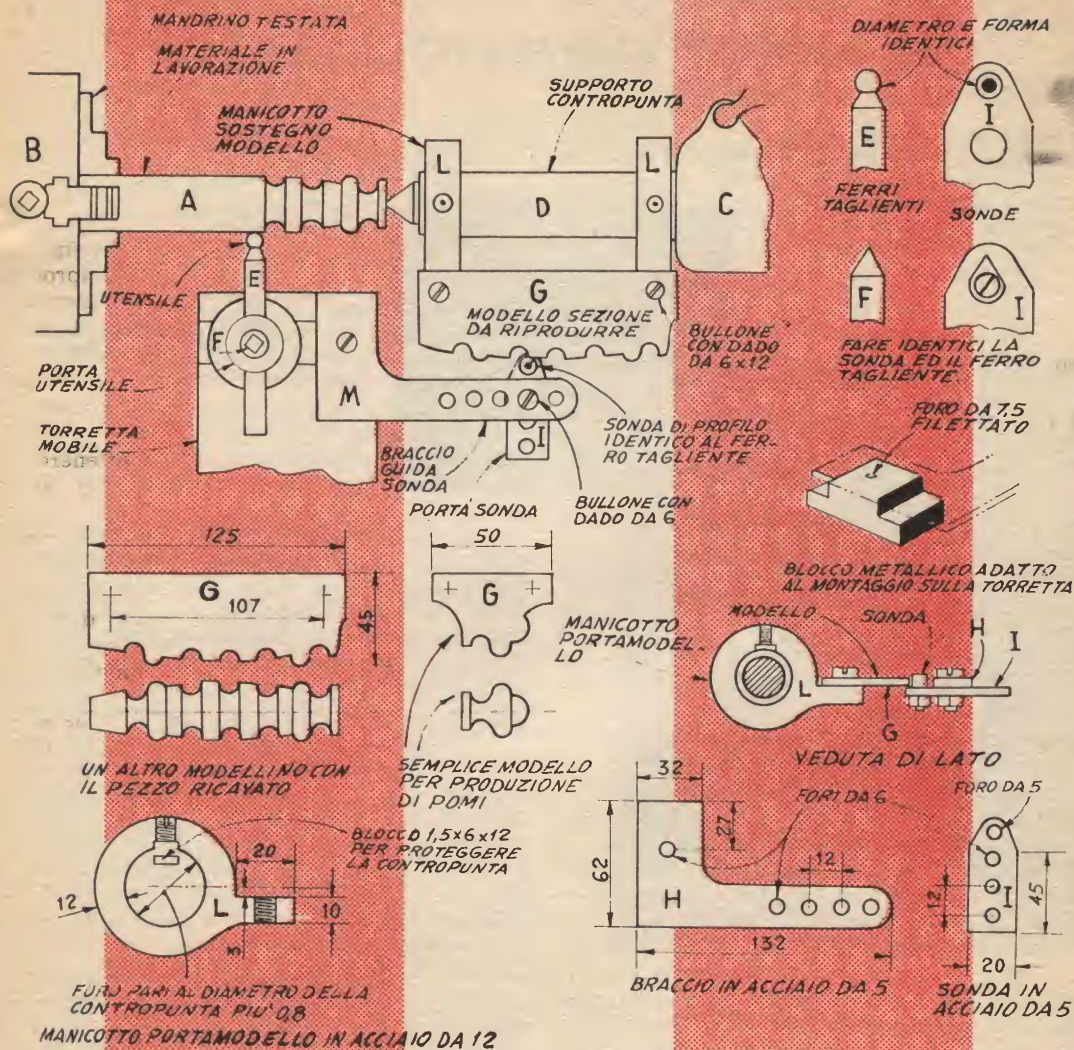 MANDRINO TESTATA
MATERIALE IN
LAVORAZIONE
MANICOTTO
SOSTEGNO
MODELLO
SUPPORTO
CONTROPUNTA
DIAMETRO E FORMA
IDENTICI
B
A
L
D
L
C
E
I
FERRI
TAGLIENTI
SONDE
UTENSILE
E
F
G
MODELLO SEZIONE
DA RIPRODURRE
BULLONE
CON DADO
DA 6x12
F
I
FARE IDENTICI LA
SONDA ED IL FERRO
TAGLIENTE
PORTA
UTENSILE
M
TORRETTA
MOBILE
BRACCIO
GUIDA
SONDA
I
SONDA DI PROFILO
IDENTICO AL FER-
RO TAGLIENTE
PORTA SONDA
BULLONE CON
DADO DA 6
FORO DA 7,5
FILETTATO
BLOCCO METALLICO ADATTO
AL MONTAGGIO SULLA TORRETTA
125
G
107
45
50
G
MANICOTTO
PORTAMODEL-
LO
MODELLO
SONDA
H
I
L
G
VEDUTA DI LATO
UN ALTRO MODELLINO CON
IL PEZZO RICAVATO
SEMPLICE MODELLO
PER PRODUZIONE
DI POMI
BLOCCO 1,5x6x12
PER PROTEGGERE
LA CONTROPUNTA
20
12
L
10
3
FORO PARI AL DIAMETRO DELLA
CONTROPUNTA PIU' 0,8
MANICOTTO PORTAMODELLO IN ACCIAIO DA 12
32
27
62
FORI DA 6
12
H
132
BRACCIO IN ACCIAIO DA 5
FORO DA 5
12
I
45
20
SONDA IN
ACCIAIO DA 5